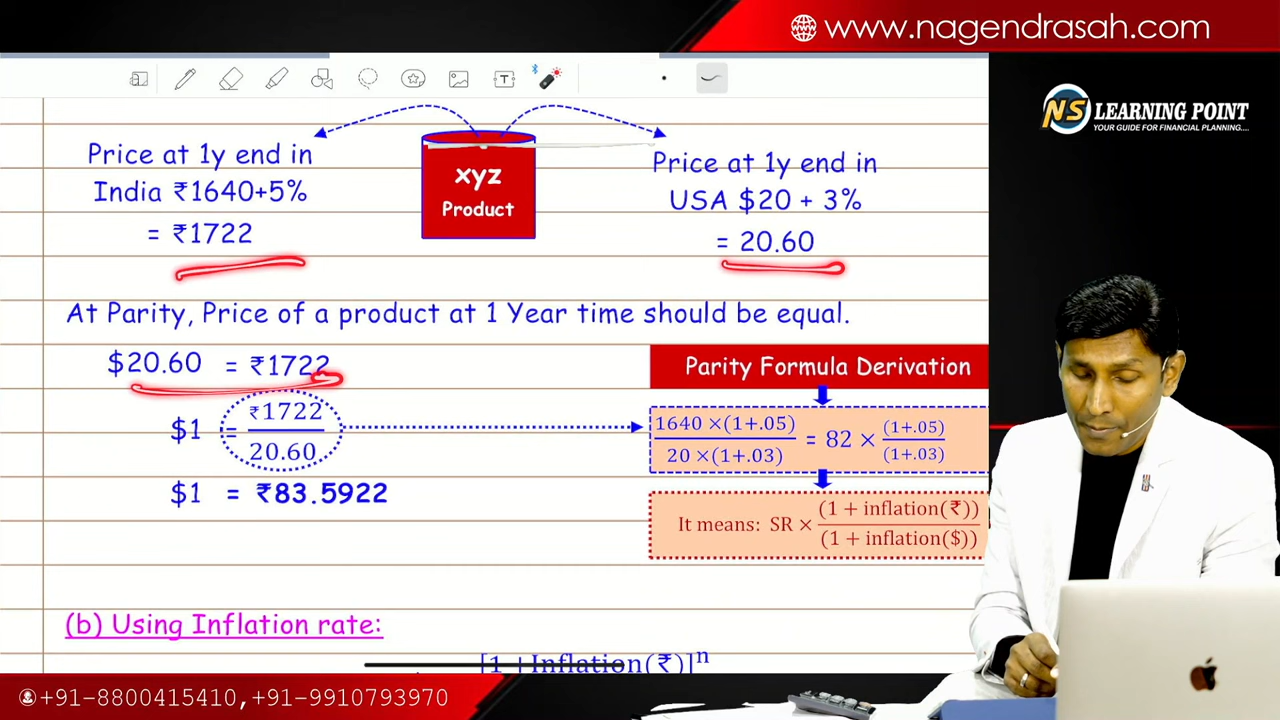 www.nagendrasah.com
NS LEARNING POINT
YOUR GUIDE FOR FINANCIAL PLANNING....
Price at 1y end in
India ₹1640+5%
= ₹1722
xyz
Product
Price at 1y end in
USA $20 + 3%
= 20.60
At Parity, Price of a product at 1 Year time should be equal.
$20.60 = ₹1722
$1 = ₹1722 / 20.60
$1 = ₹83.5922
Parity Formula Derivation
1640 ×(1+.05) / 20 ×(1+.03) = 82 × (1+.05) / (1+.03)
It means: SR × (1 + inflation(₹)) / (1 + inflation($))
(b) Using Inflation rate:
[1 +Inflation(₹)]ⁿ
+91-8800415410,+91-9910793970